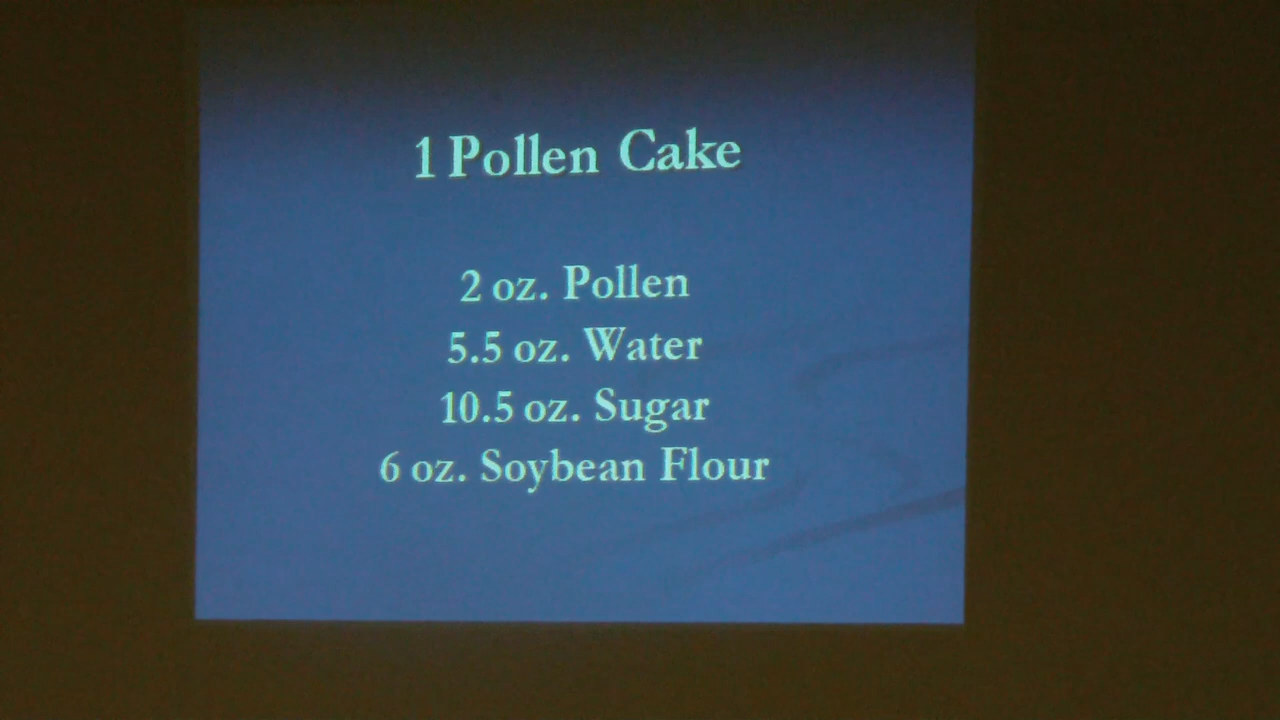 1 Pollen Cake
2 oz. Pollen
5.5 oz. Water
10.5 oz. Sugar
6 oz. Soybean Flour